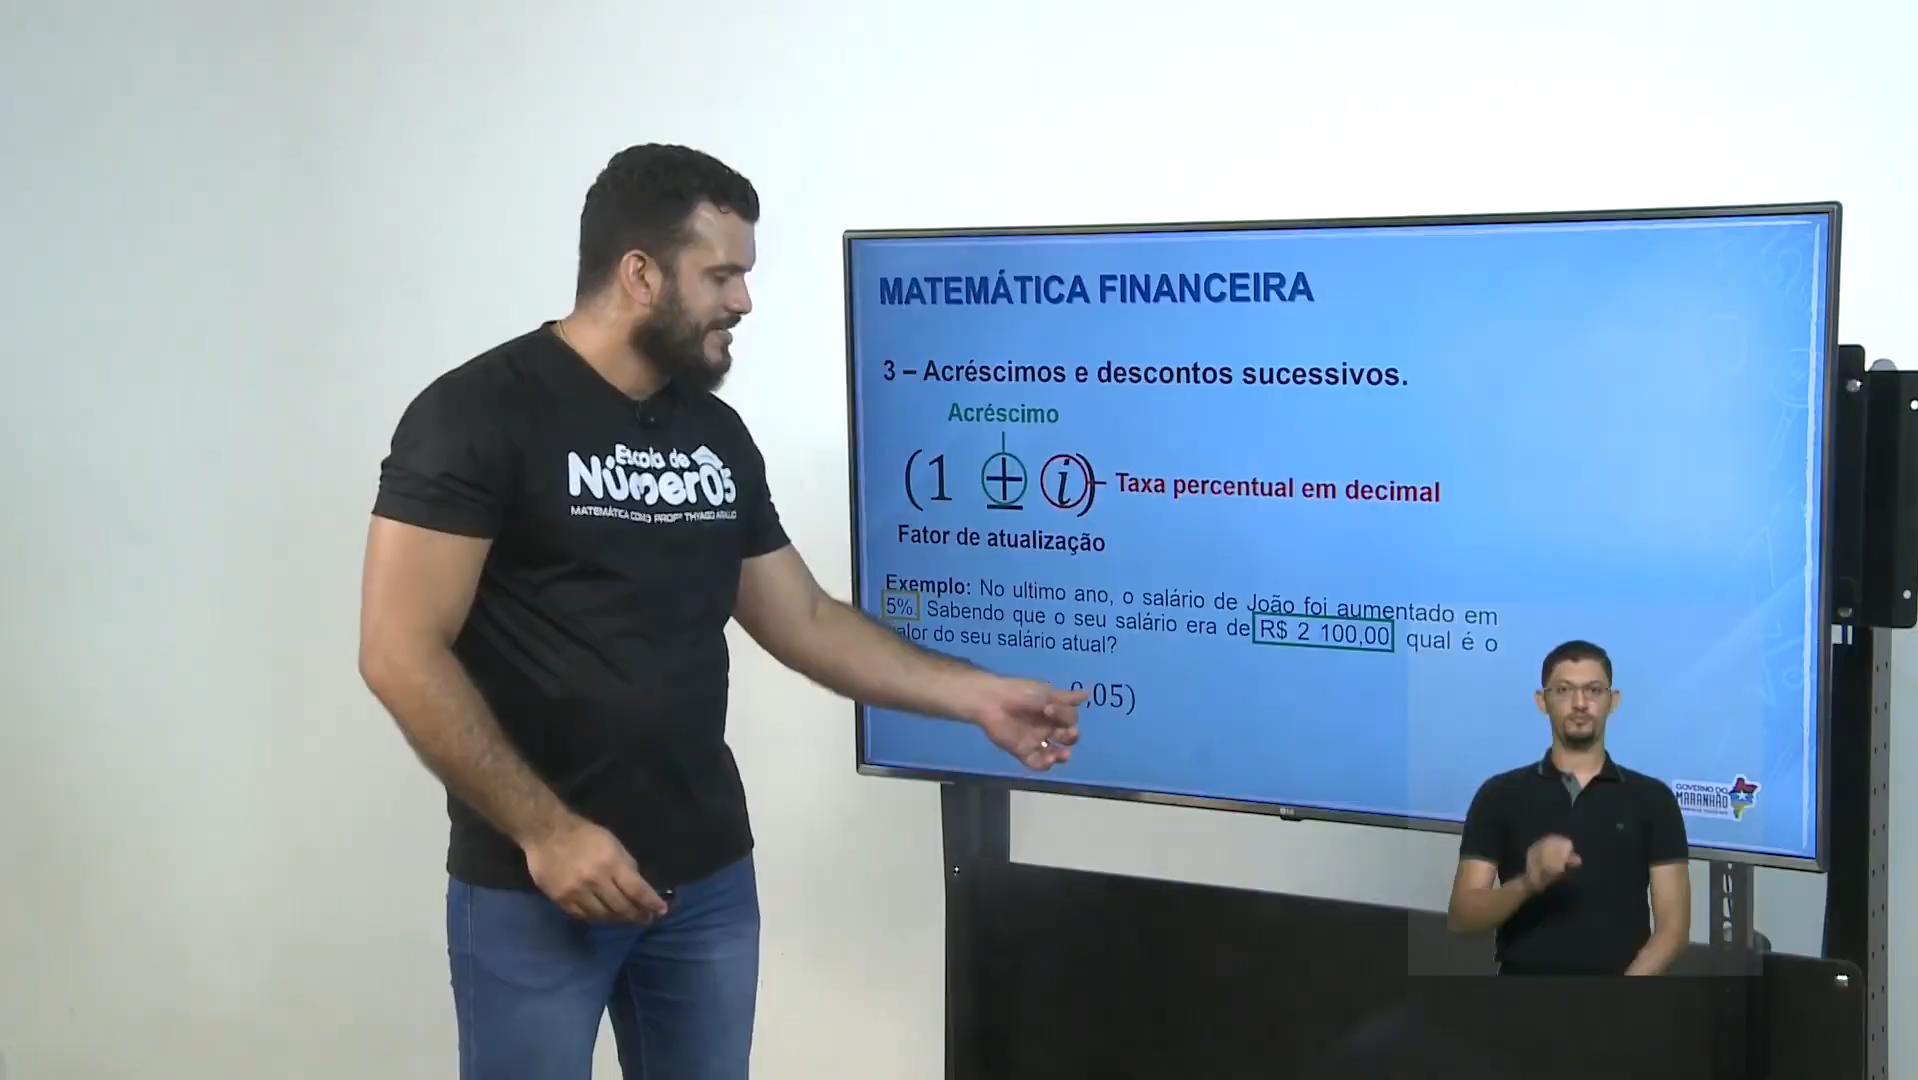 MATEMÁTICA FINANCEIRA
3 – Acréscimos e descontos sucessivos.
Acréscimo
(1 ± i)
Taxa percentual em decimal
Fator de atualização
Exemplo: No ultimo ano, o salário de João foi aumentado em
5%. Sabendo que o seu salário era de R$ 2 100,00 qual é o
valor do seu salário atual?
0,05)
Escola de
Número5
MATEMÁTICA COM
GOVERNO DO
MARANHÃO